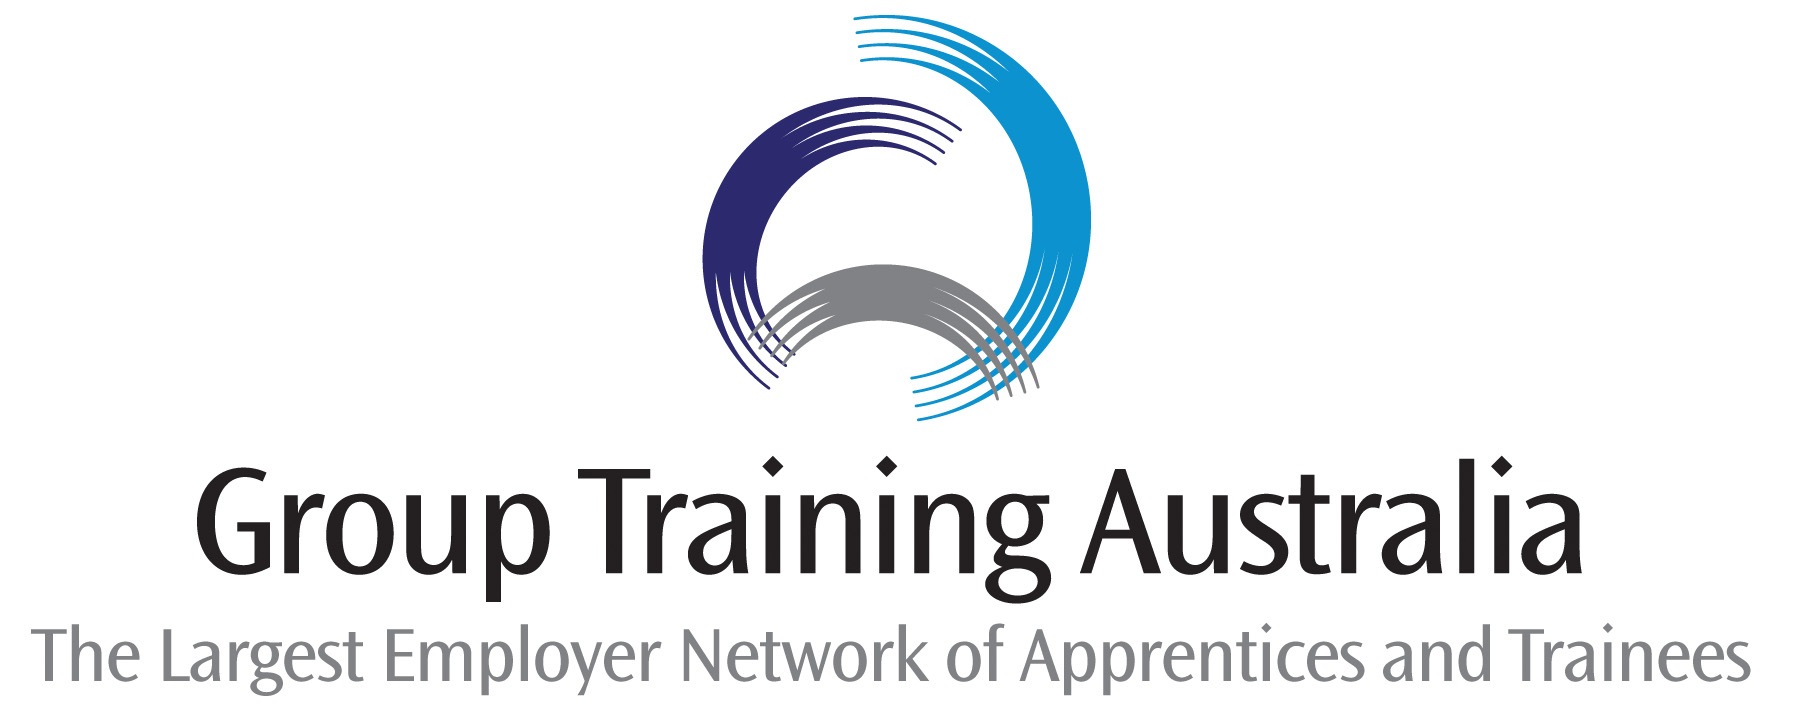 Group Training Australia
The Largest Employer Network of Apprentices and Trainees